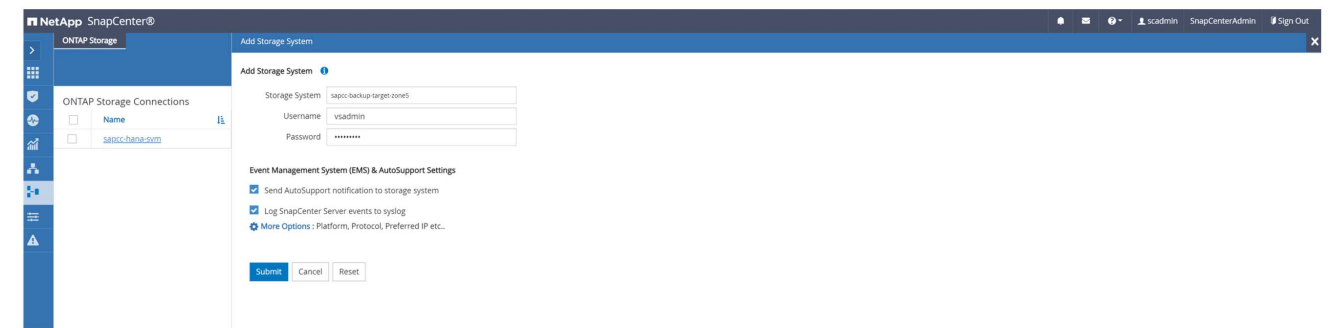 NetApp SnapCenter®
scadmin SnapCenterAdmin Sign Out
ONTAP Storage
Add Storage System
ONTAP Storage Connections
Name
sapcc-hana-svm
Add Storage System
Storage System sapcc-backup-target-zone5
Username vsadmin
Password •••••••••
Event Management System (EMS) & AutoSupport Settings
Send AutoSupport notification to storage system
Log SnapCenter Server events to syslog
More Options : Platform, Protocol, Preferred IP etc..
Submit Cancel Reset